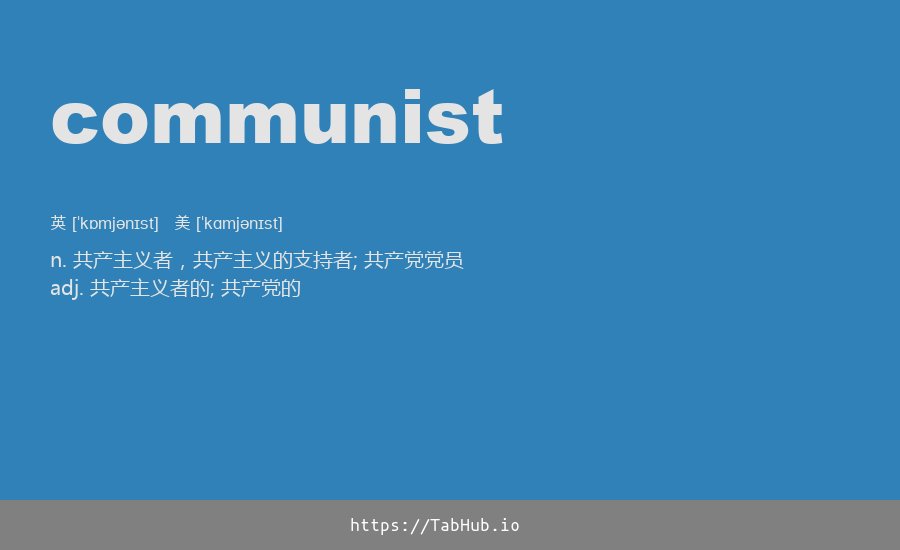 communist
英 [ˈkɒmjənɪst] 美 [ˈkɑmjənɪst]
n. 共产主义者，共产主义的支持者; 共产党党员
adj. 共产主义者的; 共产党的
https://TabHub.io